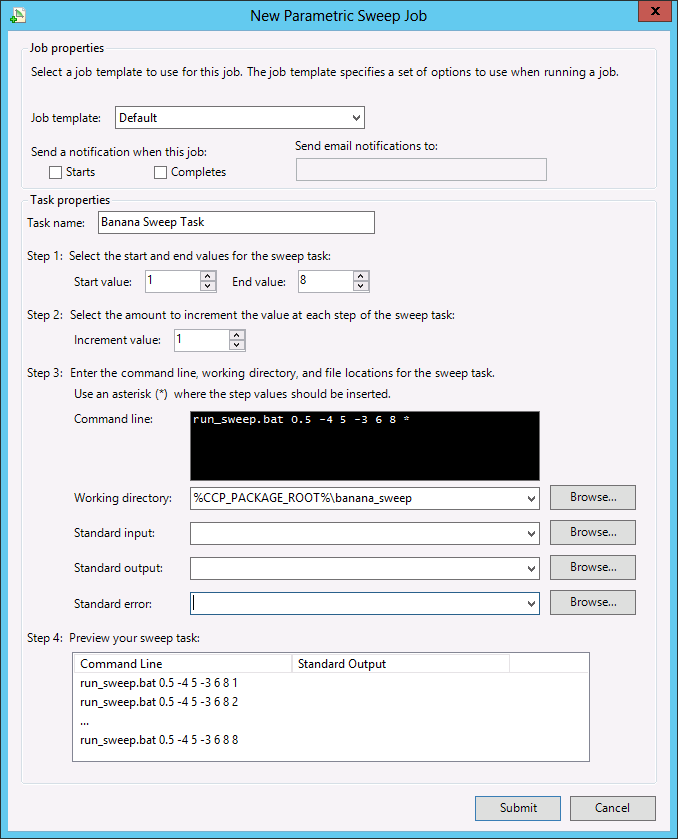 New Parametric Sweep Job
x
Job properties
Select a job template to use for this job. The job template specifies a set of options to use when running a job.
Job template: Default
Send a notification when this job: Send email notifications to:
Starts Completes
Task properties
Task name: Banana Sweep Task
Step 1: Select the start and end values for the sweep task:
Start value: 1 End value: 8
Step 2: Select the amount to increment the value at each step of the sweep task:
Increment value: 1
Step 3: Enter the command line, working directory, and file locations for the sweep task.
Use an asterisk (*) where the step values should be inserted.
Command line: run_sweep.bat 0.5 -4 5 -3 6 8 *
Working directory: %CCP_PACKAGE_ROOT%\banana_sweep Browse...
Standard input: Browse...
Standard output: Browse...
Standard error: Browse...
Step 4: Preview your sweep task:
Command Line Standard Output
run_sweep.bat 0.5 -4 5 -3 6 8 1
run_sweep.bat 0.5 -4 5 -3 6 8 2
...
run_sweep.bat 0.5 -4 5 -3 6 8 8
Submit Cancel